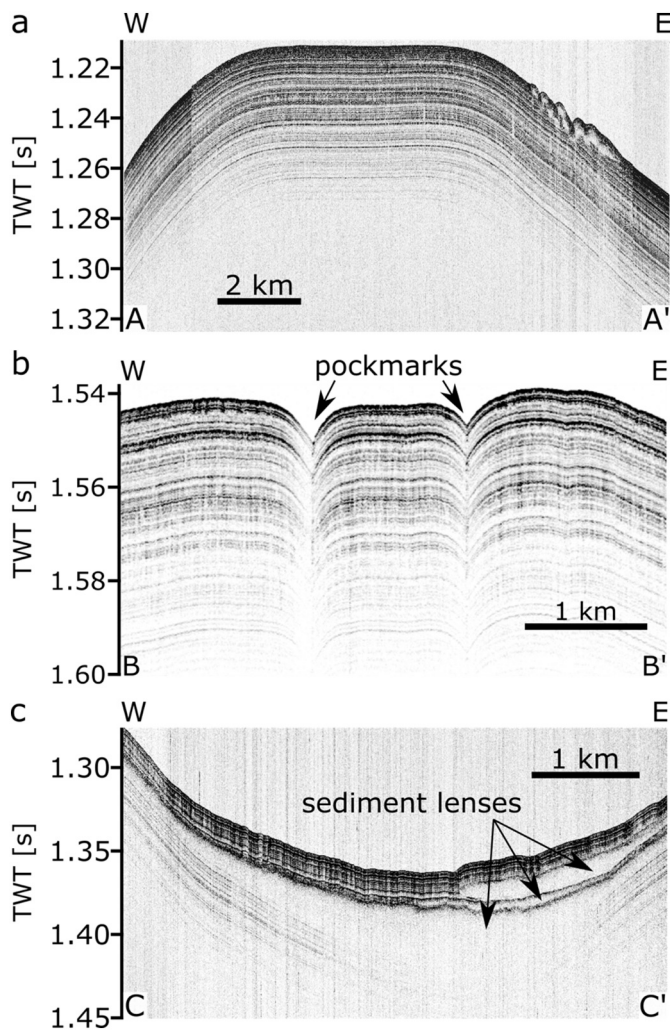 a
W
E
1.22
1.24
1.26
1.28
1.30
1.32
TWT [s]
2 km
A
A'
b
W
E
pockmarks
1.54
1.56
1.58
1.60
TWT [s]
1 km
B
B'
c
W
E
1.30
1.35
1.40
1.45
TWT [s]
1 km
sediment lenses
C
C'